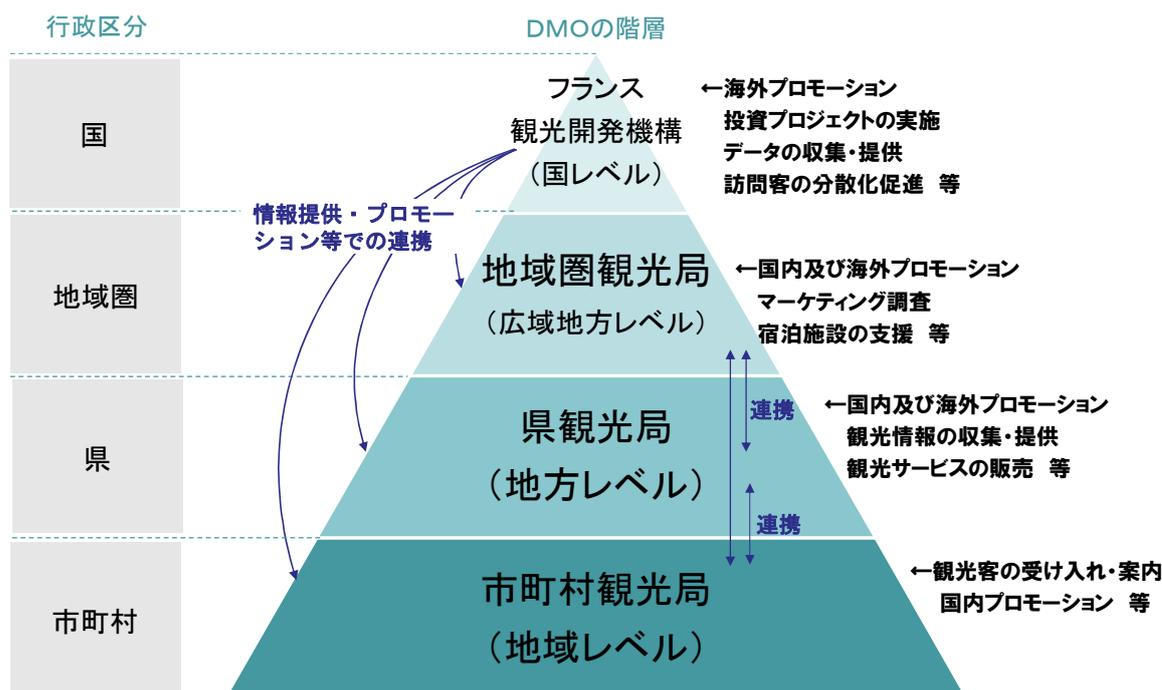 行政区分
DMOの階層
国
フランス
観光開発機構
（国レベル）
←海外プロモーション
投資プロジェクトの実施
データの収集・提供
訪問客の分散化促進 等
情報提供・プロモー
ション等での連携
地域圏
地域圏観光局
（広域地方レベル）
←国内及び海外プロモーション
マーケティング調査
宿泊施設の支援 等
連携
県
県観光局
（地方レベル）
←国内及び海外プロモーション
観光情報の収集・提供
観光サービスの販売 等
連携
市町村
市町村観光局
（地域レベル）
←観光客の受け入れ・案内
国内プロモーション 等